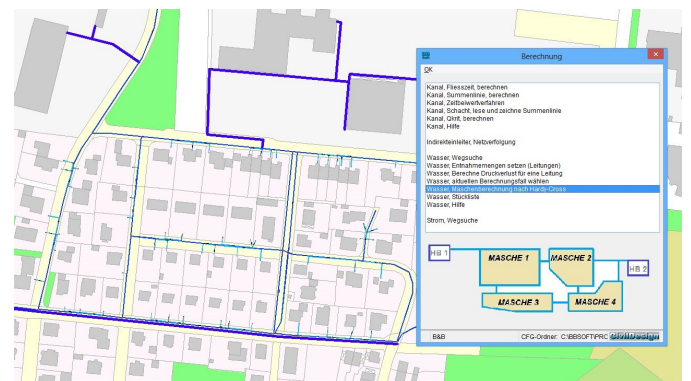 Berechnung
OK
Kanal, Fliesszeit, berechnen
Kanal, Summenlinie, berechnen
Kanal, Zeitbeiwertverfahren
Kanal, Schacht, lese und zeichne Summenlinie
Kanal, Qkrit, berechnen
Kanal, Hilfe
Indirekteinleiter, Netzverfolgung
Wasser, Wegsuche
Wasser, Entnahmemengen setzen (Leitungen)
Wasser, Berechne Druckverlust für eine Leitung
Wasser, aktuellen Berechnungsfall wählen
Wasser, Maschenberechnung nach Hardy-Cross
Wasser, Stückliste
Wasser, Hilfe
Strom, Wegsuche
HB 1
MASCHE 1
MASCHE 2
HB 2
MASCHE 3
MASCHE 4
B&B
CFG-Ordner: C:\BBSOFT\PRC
CivilDesign